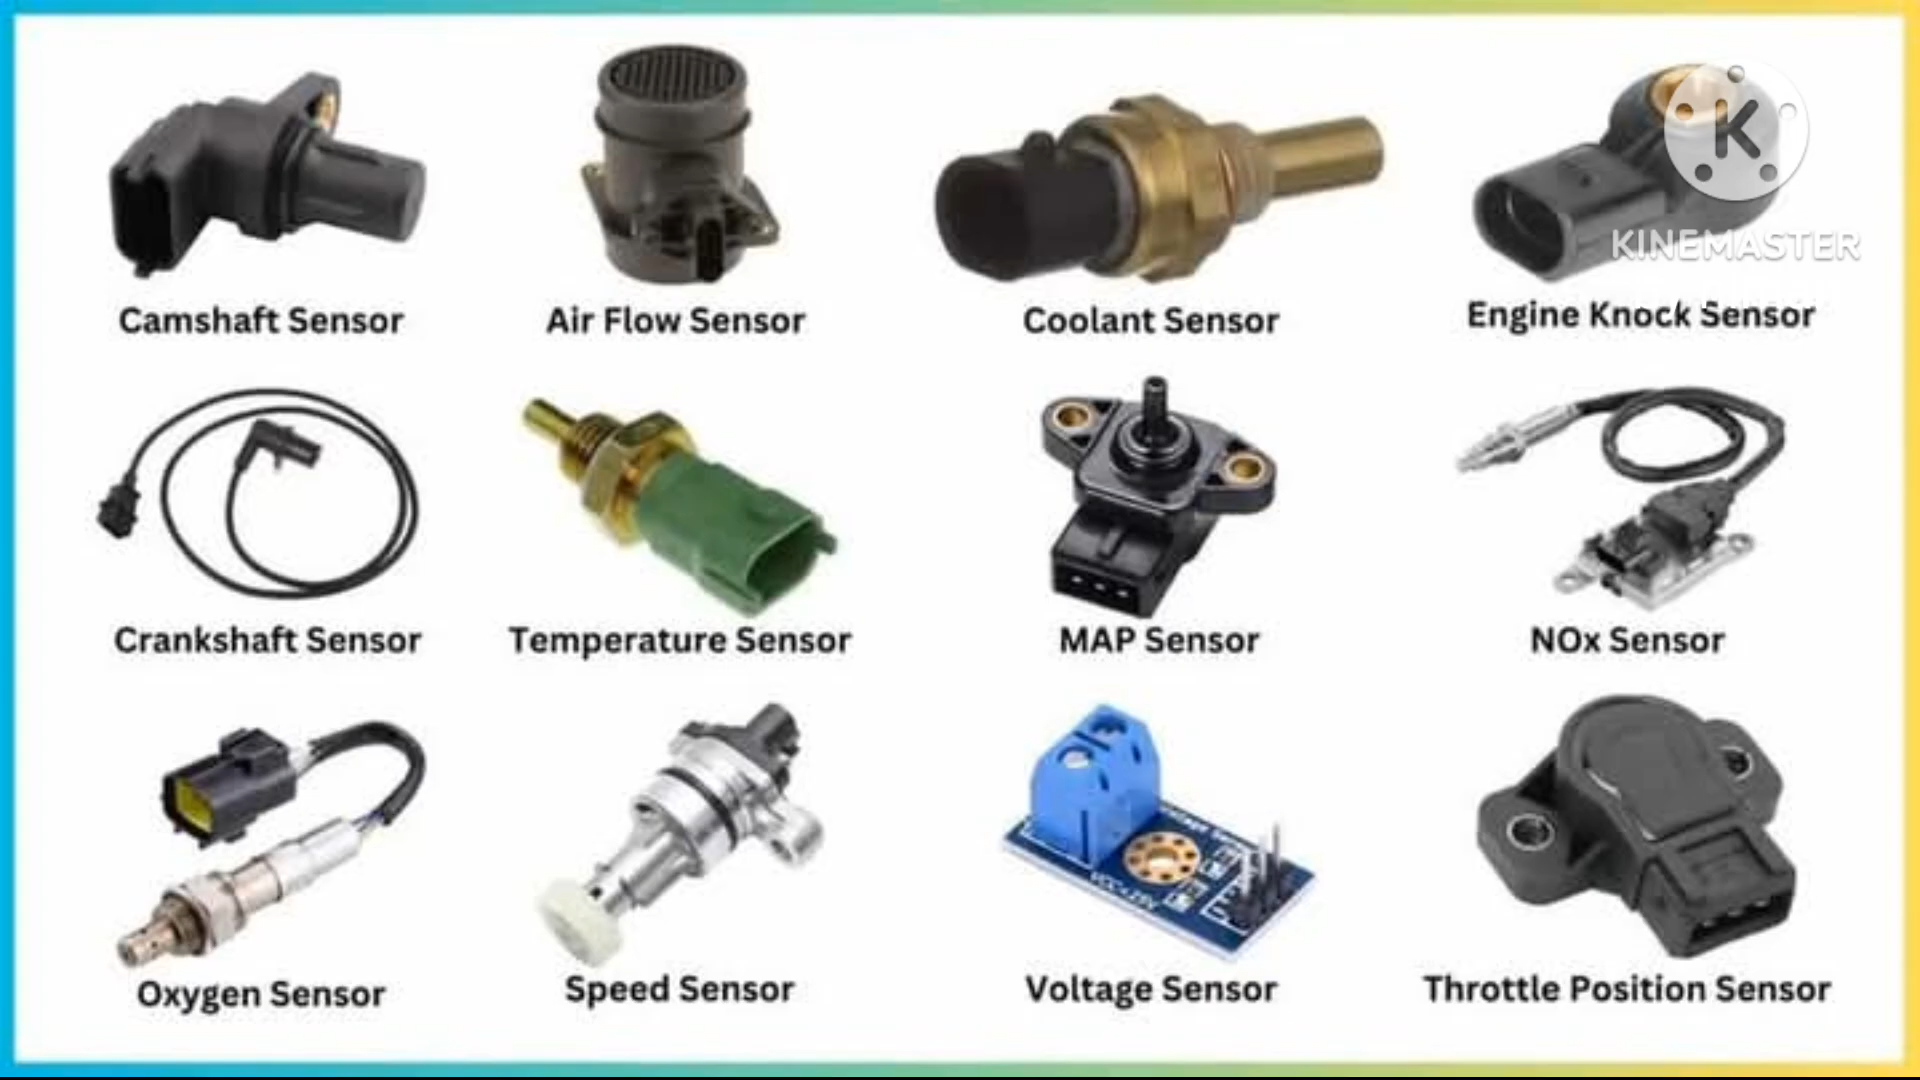 K
KINEMASTER
Camshaft Sensor
Air Flow Sensor
Coolant Sensor
Engine Knock Sensor
Crankshaft Sensor
Temperature Sensor
MAP Sensor
NOx Sensor
Oxygen Sensor
Speed Sensor
Voltage Sensor
Throttle Position Sensor